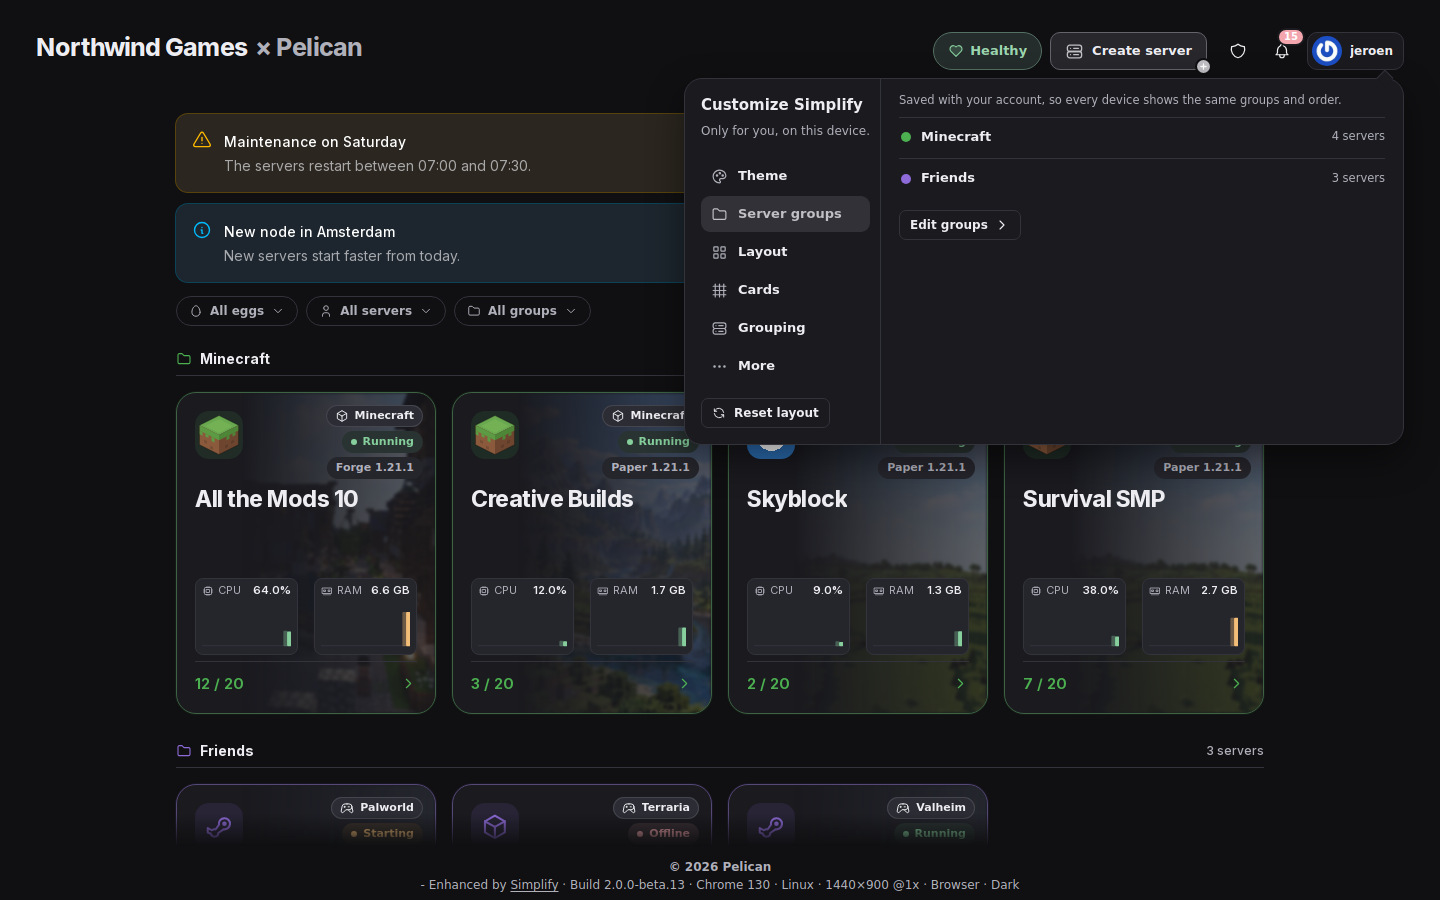 Northwind Games × Pelican
Healthy
Create server
15
jeroen
Maintenance on Saturday
The servers restart between 07:00 and 07:30.
New node in Amsterdam
New servers start faster from today.
All eggs
All servers
All groups
Customize Simplify
Only for you, on this device.
Theme
Server groups
Layout
Cards
Grouping
More
Reset layout
Saved with your account, so every device shows the same groups and order.
Minecraft
4 servers
Friends
3 servers
Edit groups
Minecraft
Minecraft
Running
Forge 1.21.1
All the Mods 10
CPU 64.0%
RAM 6.6 GB
12 / 20
Minecraf
Running
Paper 1.21.1
Creative Builds
CPU 12.0%
RAM 1.7 GB
3 / 20
Paper 1.21.1
Skyblock
CPU 9.0%
RAM 1.3 GB
2 / 20
Paper 1.21.1
Survival SMP
CPU 38.0%
RAM 2.7 GB
7 / 20
Friends
3 servers
Palworld
Starting
Terraria
Offline
Valheim
Running
© 2026 Pelican
- Enhanced by Simplify · Build 2.0.0-beta.13 · Chrome 130 · Linux · 1440×900 @1x · Browser · Dark